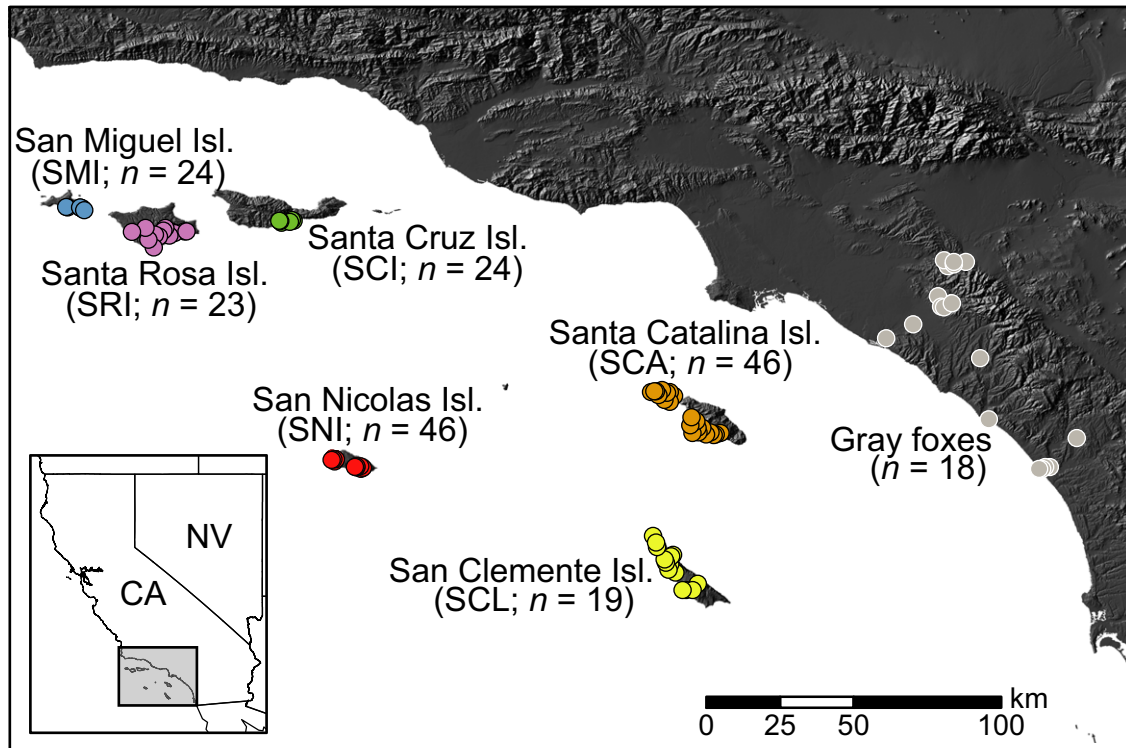 San Miguel Isl.
(SMI; n = 24)
Santa Cruz Isl.
(SCI; n = 24)
Santa Rosa Isl.
(SRI; n = 23)
Santa Catalina Isl.
(SCA; n = 46)
San Nicolas Isl.
(SNI; n = 46)
Gray foxes
(n = 18)
San Clemente Isl.
(SCL; n = 19)
NV
CA
km
0 25 50 100